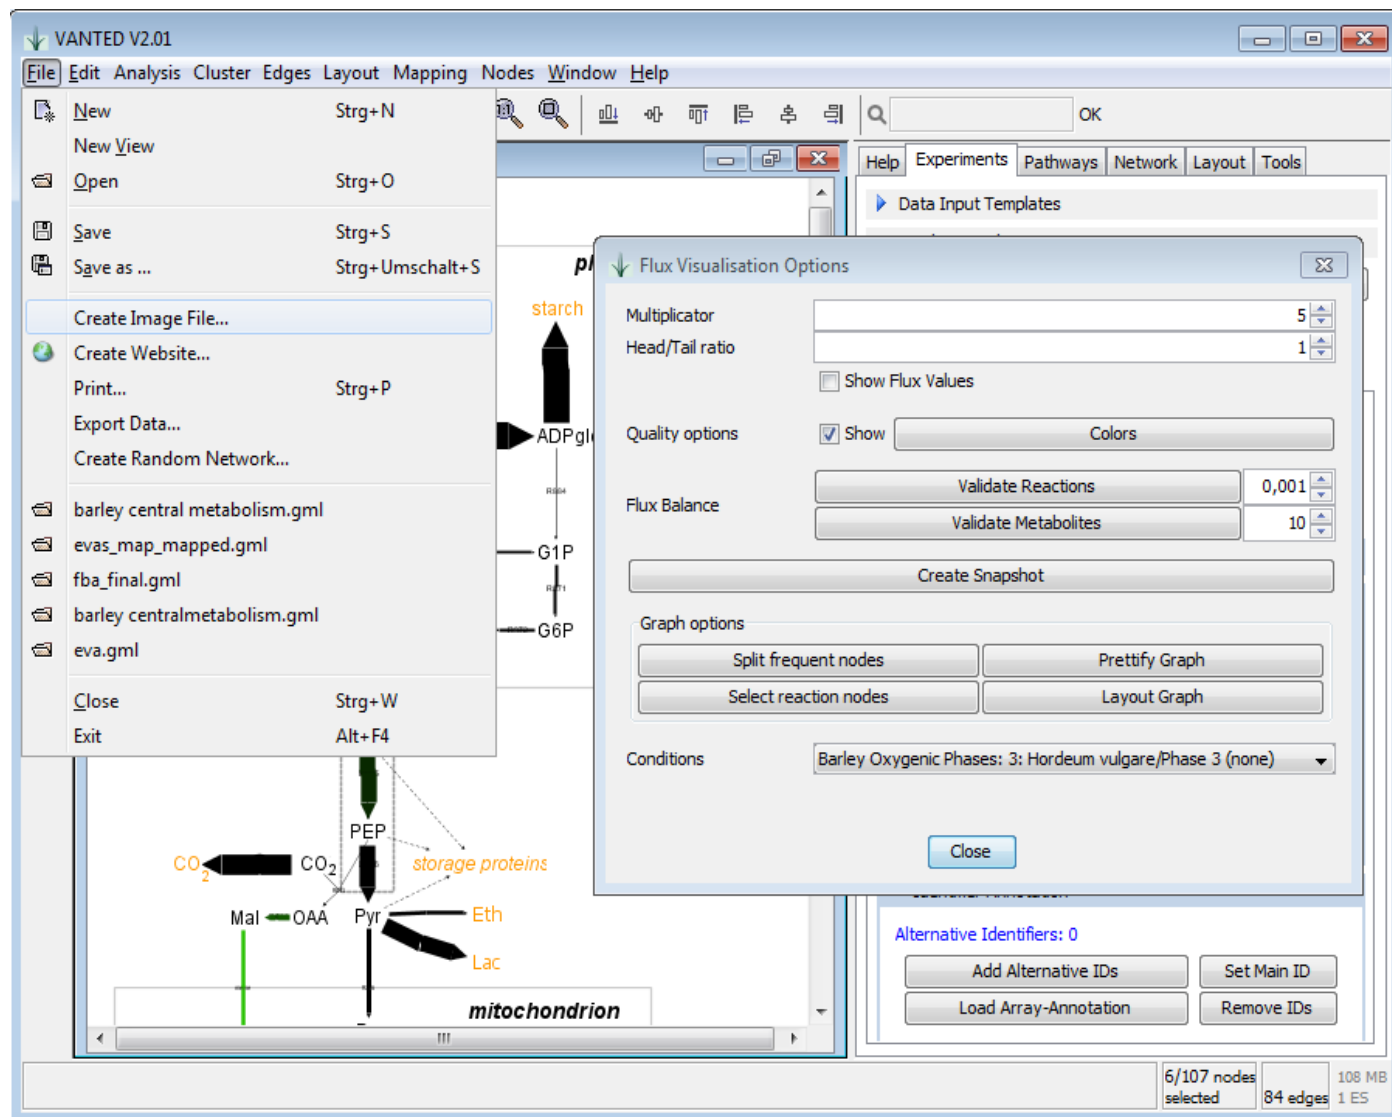 VANTED V2.01
File Edit Analysis Cluster Edges Layout Mapping Nodes Window Help
New Strg+N
New View
Open Strg+O
Save Strg+S
Save as ... Strg+Umschalt+S
Create Image File...
Create Website...
Print... Strg+P
Export Data...
Create Random Network...
barley central metabolism.gml
evas_map_mapped.gml
fba_final.gml
barley centralmetabolism.gml
eva.gml
Close Strg+W
Exit Alt+F4
OK
Help Experiments Pathways Network Layout Tools
Data Input Templates
starch
G1P
G6P
PEP
CO2 CO2 storage proteins
Mal OAA Pyr Eth
Lac
mitochondrion
Flux Visualisation Options
Multiplicator 5
Head/Tail ratio 1
Show Flux Values
Quality options Show Colors
Flux Balance
Validate Reactions 0,001
Validate Metabolites 10
Create Snapshot
Graph options
Split frequent nodes Prettify Graph
Select reaction nodes Layout Graph
Conditions Barley Oxygenic Phases: 3: Hordeum vulgare/Phase 3 (none)
Close
Alternative Identifiers: 0
Add Alternative IDs Set Main ID
Load Array-Annotation Remove IDs
6/107 nodes selected 84 edges 108 MB
1 ES